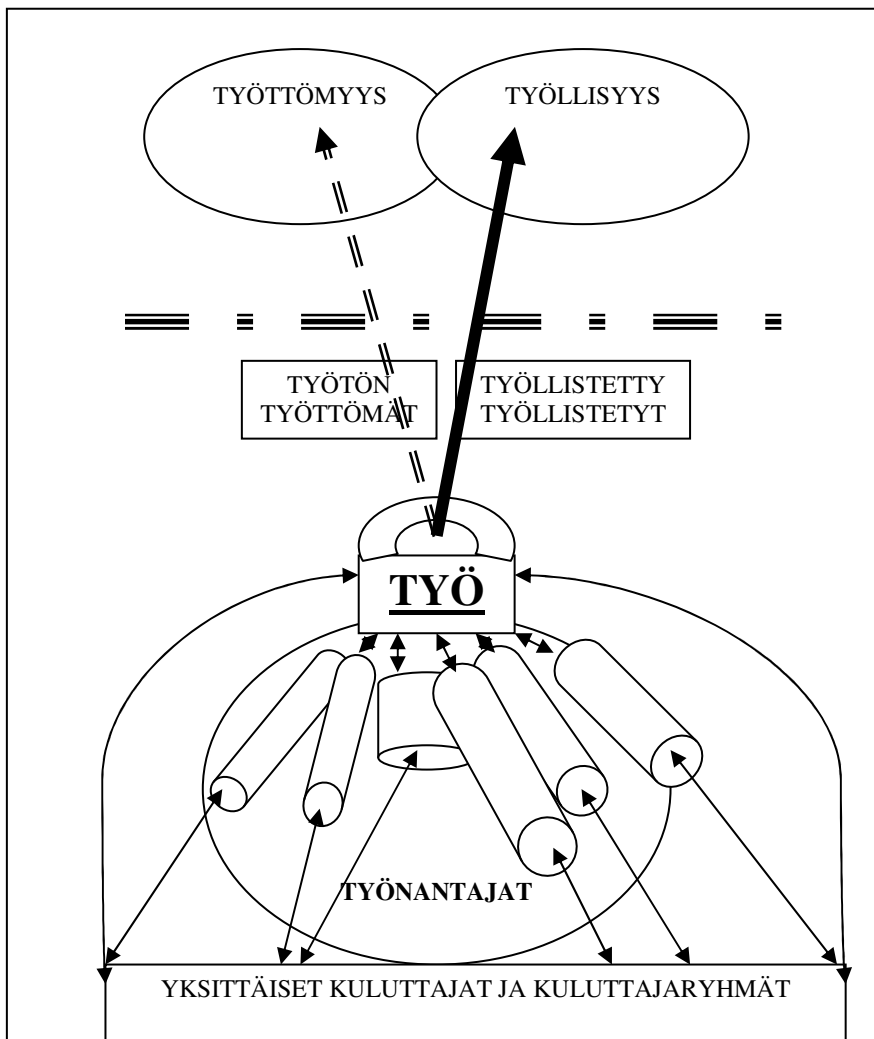 TYÖTTÖMYYS
TYÖLLISYYS
TYÖTÖN
TYÖTTÖMÄT
TYÖLLISTETTY
TYÖLLISTETYT
TYÖ
TYÖNANTAJAT
YKSITTÄISET KULUTTAJAT JA KULUTTAJARYHMÄT